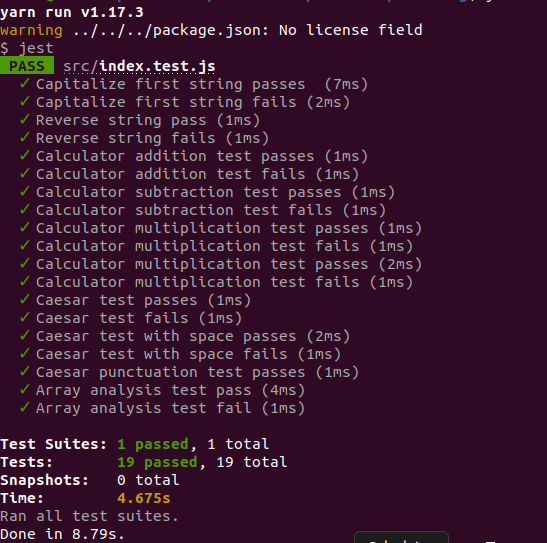 yarn run v1.17.3
warning ../../../package.json: No license field
$ jest
PASS src/index.test.js
✓ Capitalize first string passes (7ms)
✓ Capitalize first string fails (2ms)
✓ Reverse string pass (1ms)
✓ Reverse string fails (1ms)
✓ Calculator addition test passes (1ms)
✓ Calculator addition test fails (1ms)
✓ Calculator subtraction test passes (1ms)
✓ Calculator subtraction test fails (1ms)
✓ Calculator multiplication test passes (1ms)
✓ Calculator multiplication test fails (1ms)
✓ Calculator multiplication test passes (2ms)
✓ Calculator multiplication test fails (1ms)
✓ Caesar test passes (1ms)
✓ Caesar test fails (1ms)
✓ Caesar test with space passes (2ms)
✓ Caesar test with space fails (1ms)
✓ Caesar punctuation test passes (1ms)
✓ Array analysis test pass (4ms)
✓ Array analysis test fail (1ms)
Test Suites: 1 passed, 1 total
Tests: 19 passed, 19 total
Snapshots: 0 total
Time: 4.675s
Ran all test suites.
Done in 8.79s.